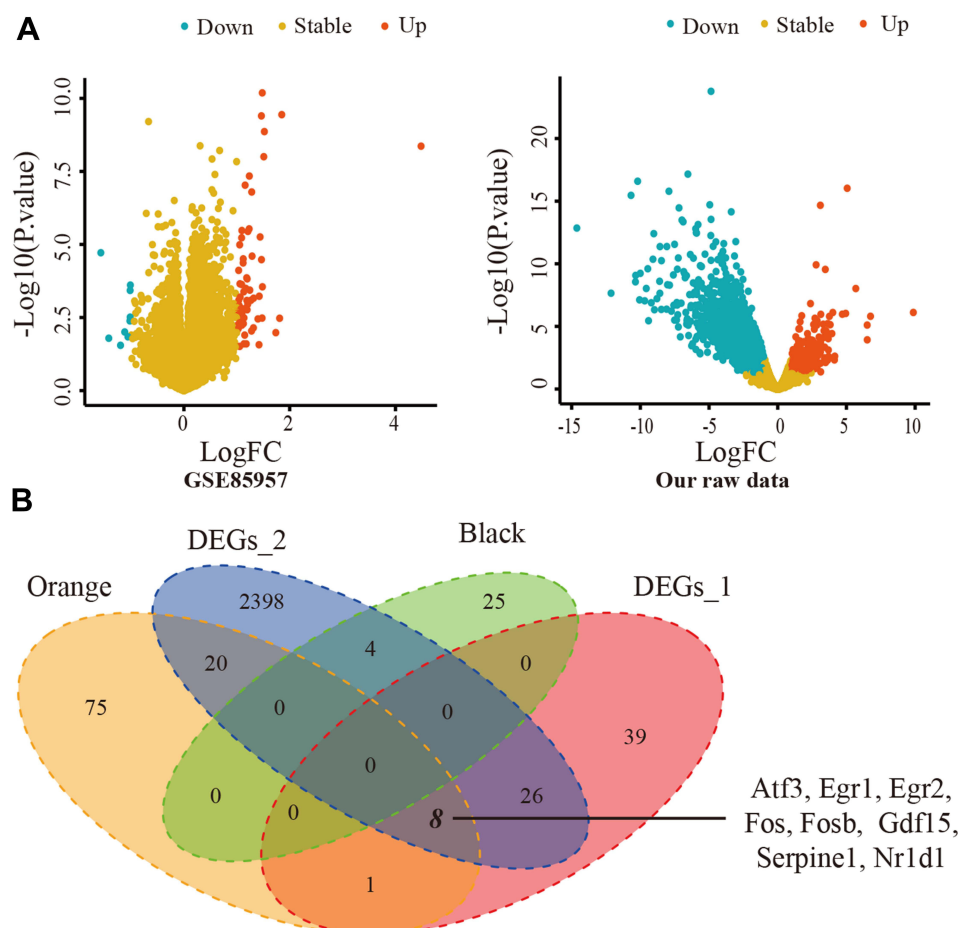 A
Down Stable Up
-Log10(P.value)
10.0
7.5
5.0
2.5
0.0
0 2 4
LogFC
GSE85957
Down Stable Up
-Log10(P.value)
20
15
10
5
0
-15 -10 -5 0 5 10
LogFC
Our raw data
B
Orange
DEGs_2
Black
DEGs_1
2398
25
4
20
0
75
0
0
39
0
0
0
26
8
1
Atf3, Egr1, Egr2,
Fos, Fosb, Gdf15,
Serpine1, Nr1d1